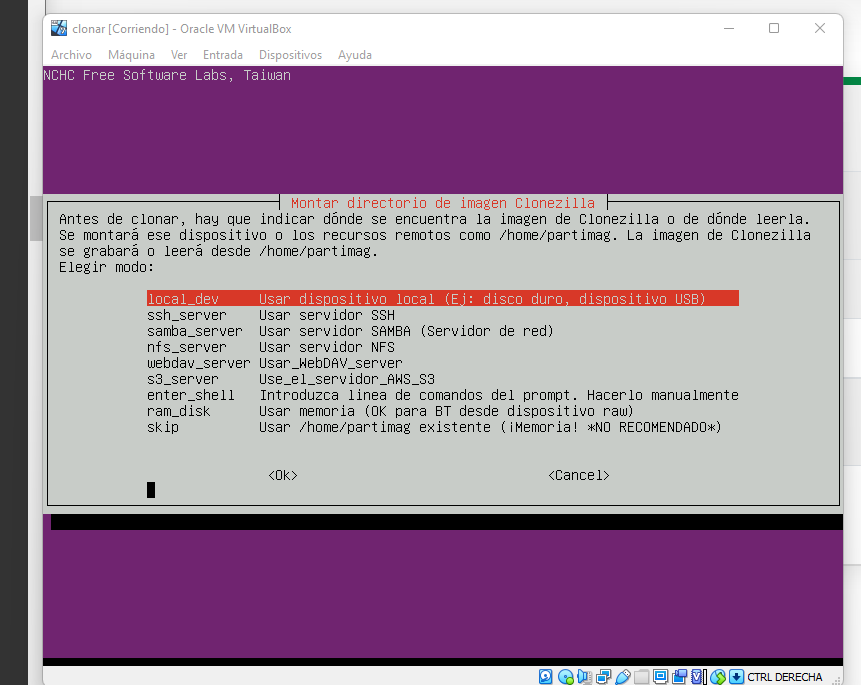 clonar [Corriendo] - Oracle VM VirtualBox
Archivo Máquina Ver Entrada Dispositivos Ayuda
NCHC Free Software Labs, Taiwan
Montar directorio de imagen Clonezilla
Antes de clonar, hay que indicar dónde se encuentra la imagen de Clonezilla o de dónde leerla.
Se montará ese dispositivo o los recursos remotos como /home/partimag. La imagen de Clonezilla
se grabará o leerá desde /home/partimag.
Elegir modo:
local_dev Usar dispositivo local (Ej: disco duro, dispositivo USB)
ssh_server Usar servidor SSH
samba_server Usar servidor SAMBA (Servidor de red)
nfs_server Usar servidor NFS
webdav_server Usar_WebDAV_server
s3_server Use_el_servidor_AWS_S3
enter_shell Introduzca linea de comandos del prompt. Hacerlo manualmente
ram_disk Usar memoria (OK para BT desde dispositivo raw)
skip Usar /home/partimag existente (¡Memoria! *NO RECOMENDADO*)
<Ok> <Cancel>
CTRL DERECHA